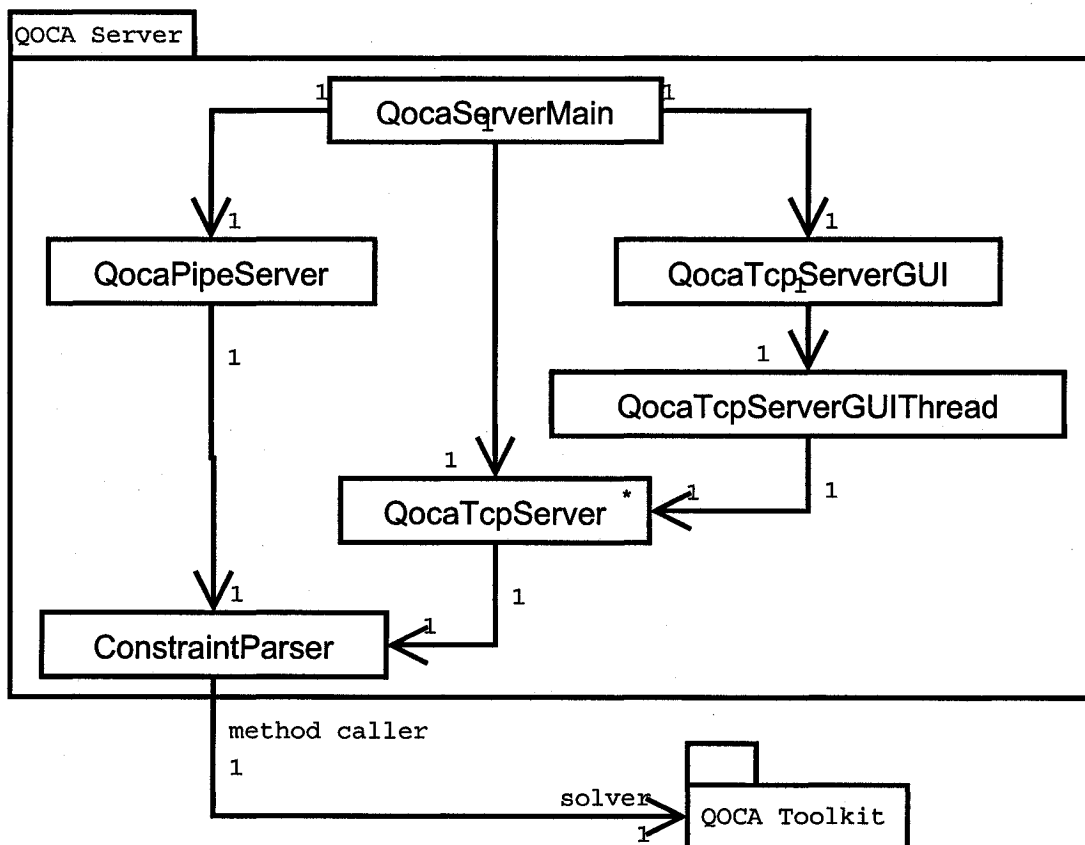 QOCA Server
1
QocaServerMain
1
1
1
1
QocaPipeServer
QocaTcpServerGUI
1
1
1
QocaTcpServerGUIThread
1
1
1
*
QocaTcpServer
1
1
1
ConstraintParser
method caller
1
solver
1
QOCA Toolkit